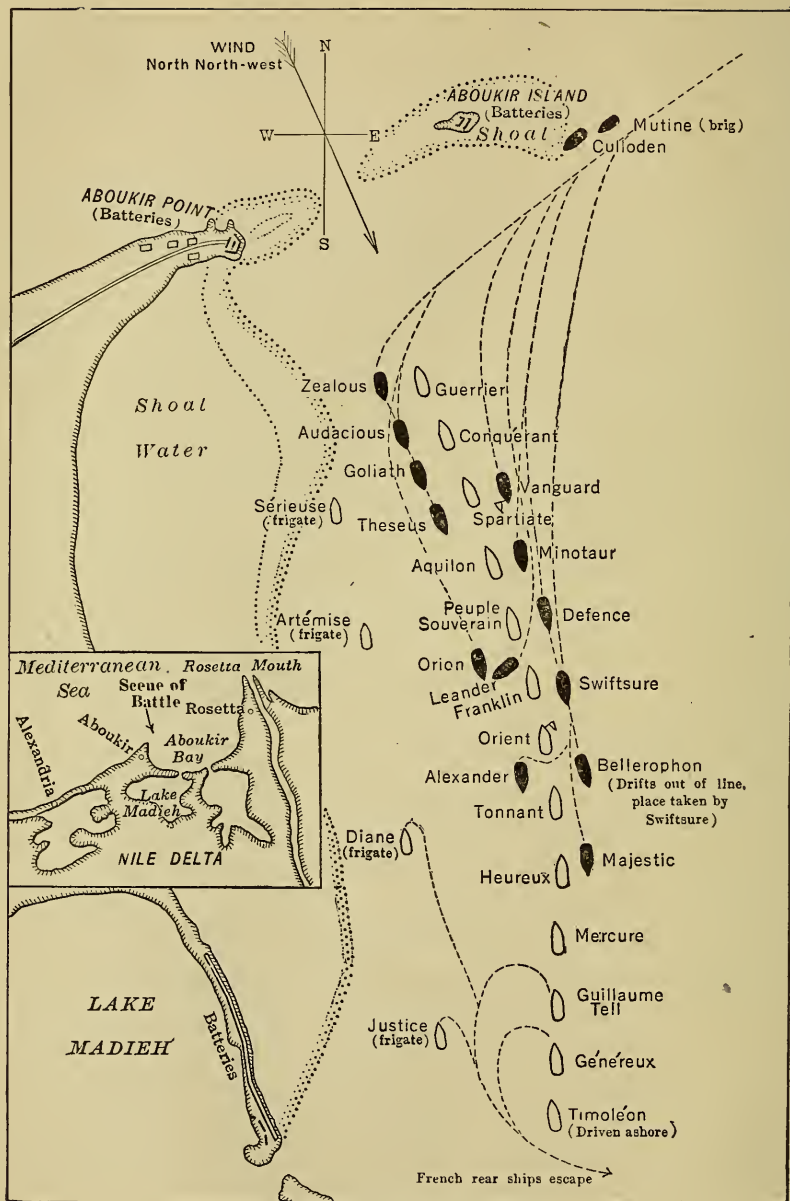 WIND
North North-west
N
W
E
S
ABOUKIR ISLAND
(Batteries)
Shoal
Mutine (brig)
Culloden
ABOUKIR POINT
(Batteries)
Shoal
Water
Zealous
Guerrier
Audacious
Conquérant
Goliath
Vanguard
Sérieuse
(frigate)
Theseus
Spartiate
Aquilon
Minotaur
Artémise
(frigate)
Peuple
Souverain
Defence
Orion
Leander
Franklin
Swiftsure
Orient
Alexander
Bellerophon
(Drifts out of line,
place taken by
Swiftsure)
Tonnant
Diane
(frigate)
Heureux
Majestic
Mercure
Guillaume
Tell
Justice
(frigate)
Généreux
Timoléon
(Driven ashore)
French rear ships escape
Mediterranean
Sea
Rosetta Mouth
Scene of
Battle
Rosetta
Aboukir
Aboukir
Bay
Alexandria
Lake
Madieh
NILE DELTA
LAKE
MADIEH
Batteries